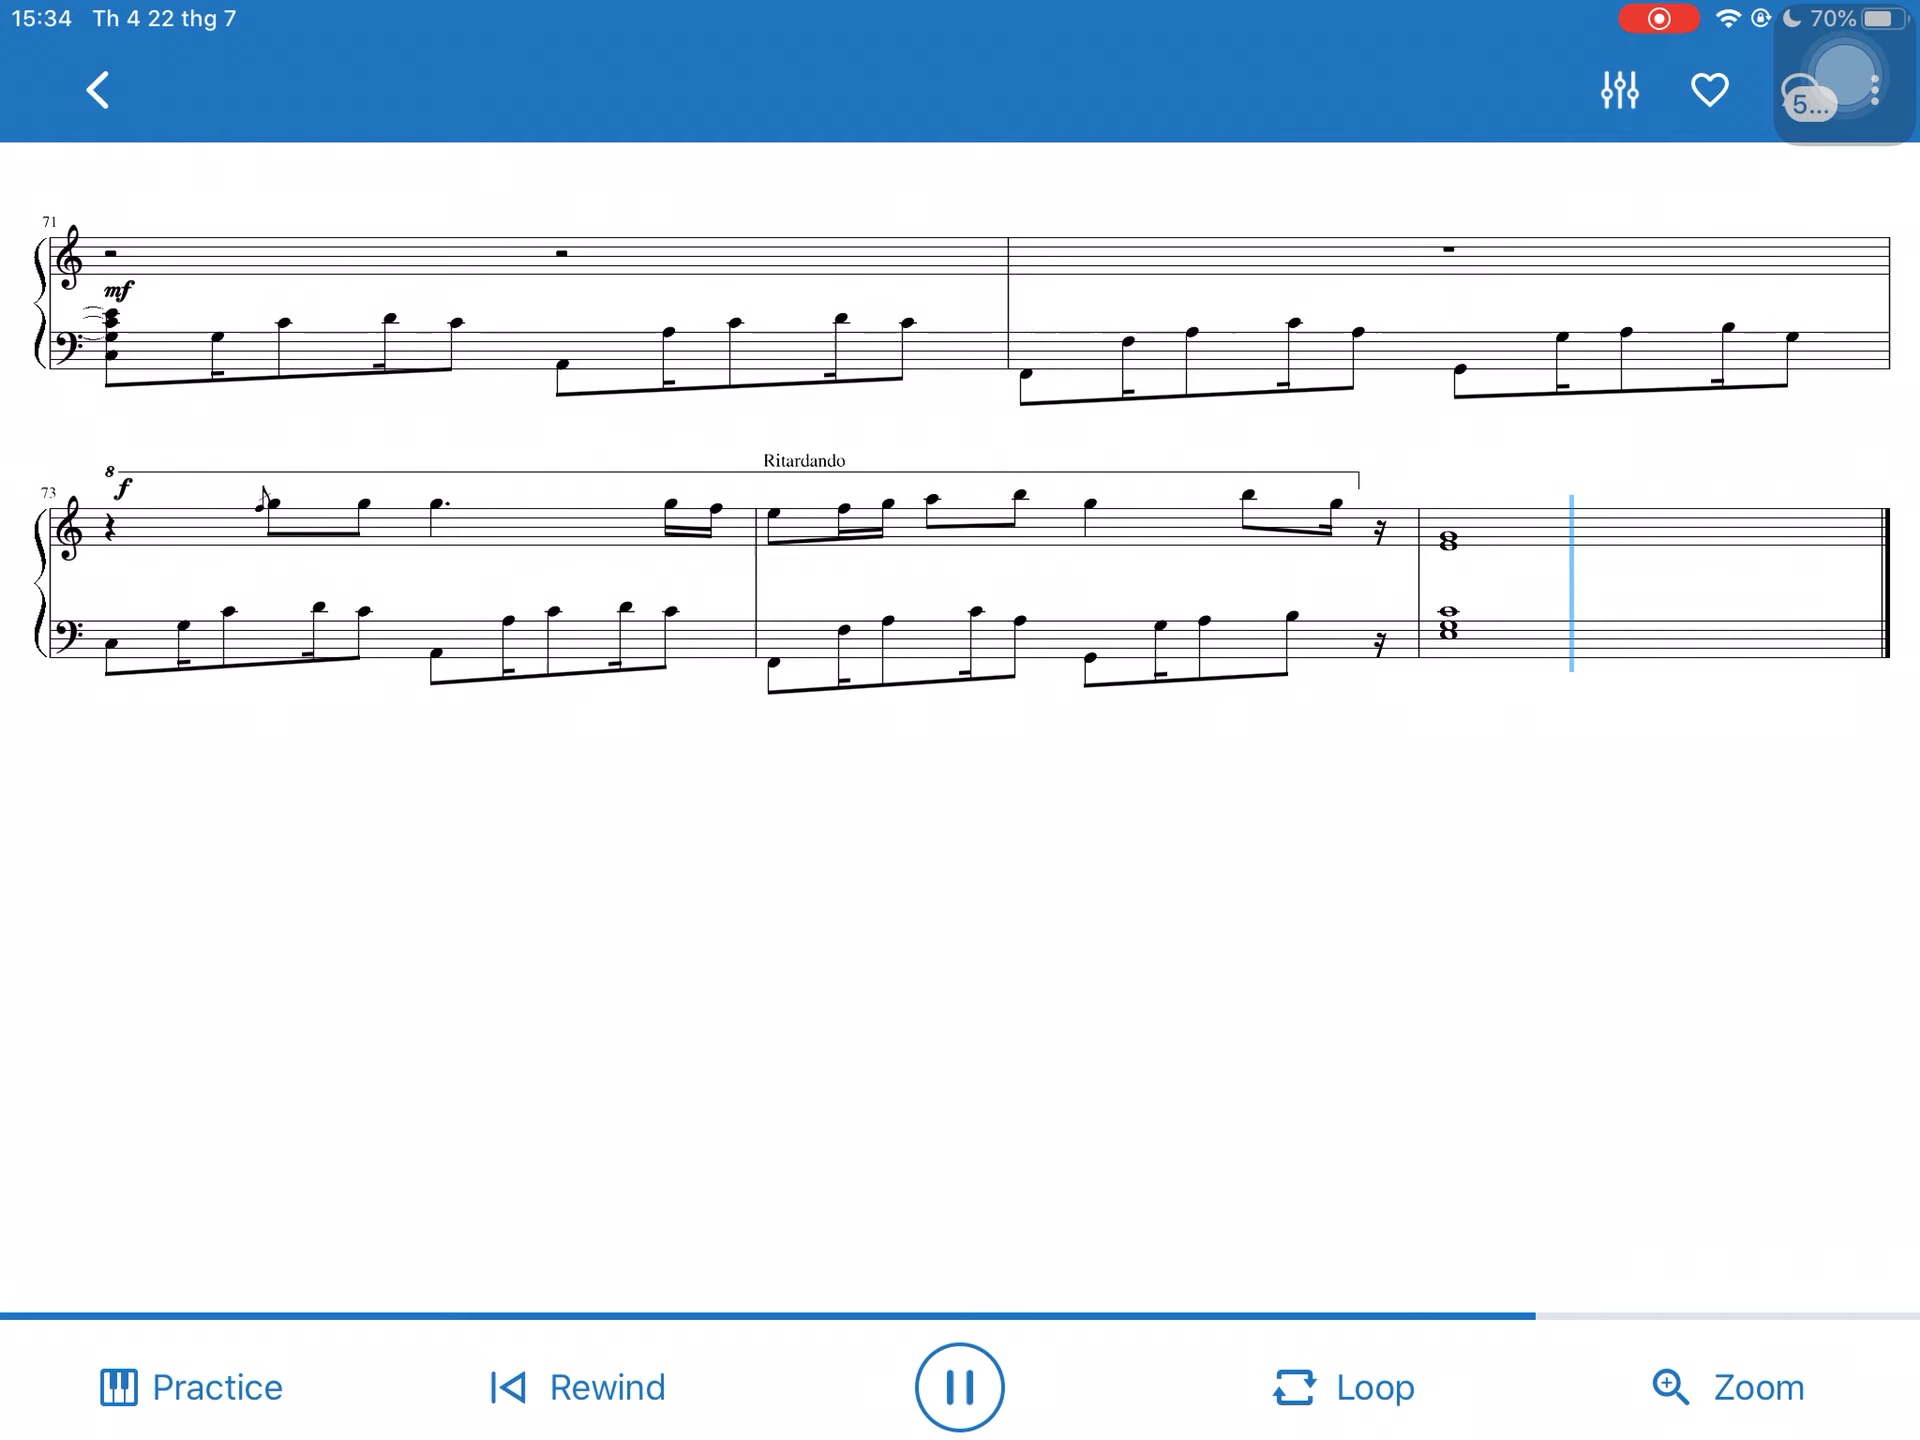 15:34 Th 4 22 thg 7
70%
5...
71
mf
8
Ritardando
f
73
Practice
Rewind
Loop
Zoom